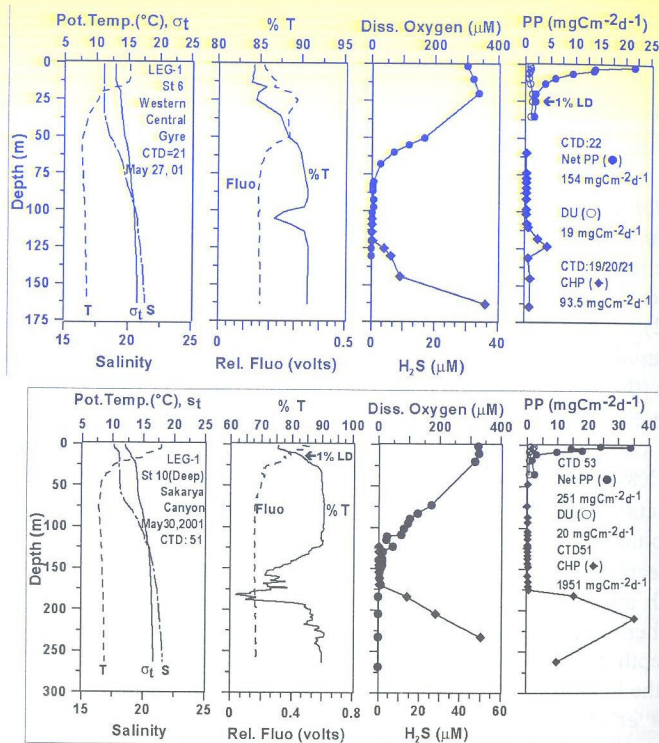 Pot.Temp.(°C), σt
% T
Diss. Oxygen (μM)
PP (mgCm-2d-1)
5 10 15 20 25
80 85 90 95
0 200 400
0 5 10 15 20 25
0
25
50
75
100
125
150
175
Depth (m)
LEG-1
St 6
Western
Central
Gyre
CTD=21
May 27, 01
T
σt
S
Fluo
%T
1% LD
CTD:22
Net PP (●)
154 mgCm-2d-1
DU (○)
19 mgCm-2d-1
CTD:19/20/21
CHP (◆)
93.5 mgCm-2d-1
10 15 20 25
0.1 0.5
0 20 40
Salinity
Rel. Fluo (volts)
H2S (μM)
Pot.Temp.(°C), st
% T
Diss. Oxygen (μM)
PP (mgCm-2d-1)
5 10 15 20 25
60 70 80 90 100
0 200 400
0 10 20 30 40
0
50
100
150
200
250
300
Depth (m)
LEG-1
St 10(Deep)
Sakarya
Canyon
May30,2001
CTD: 51
T
σt
S
1% LD
Fluo
%T
CTD 53
Net PP (●)
251 mgCm-2d-1
DU (○)
20 mgCm-2d-1
CTD51
CHP (◆)
1951 mgCm-2d-1
10 15 20 25
0 0.4 0.8
0 20 40 60
Salinity
Rel. Fluo (volts)
H2S (μM)